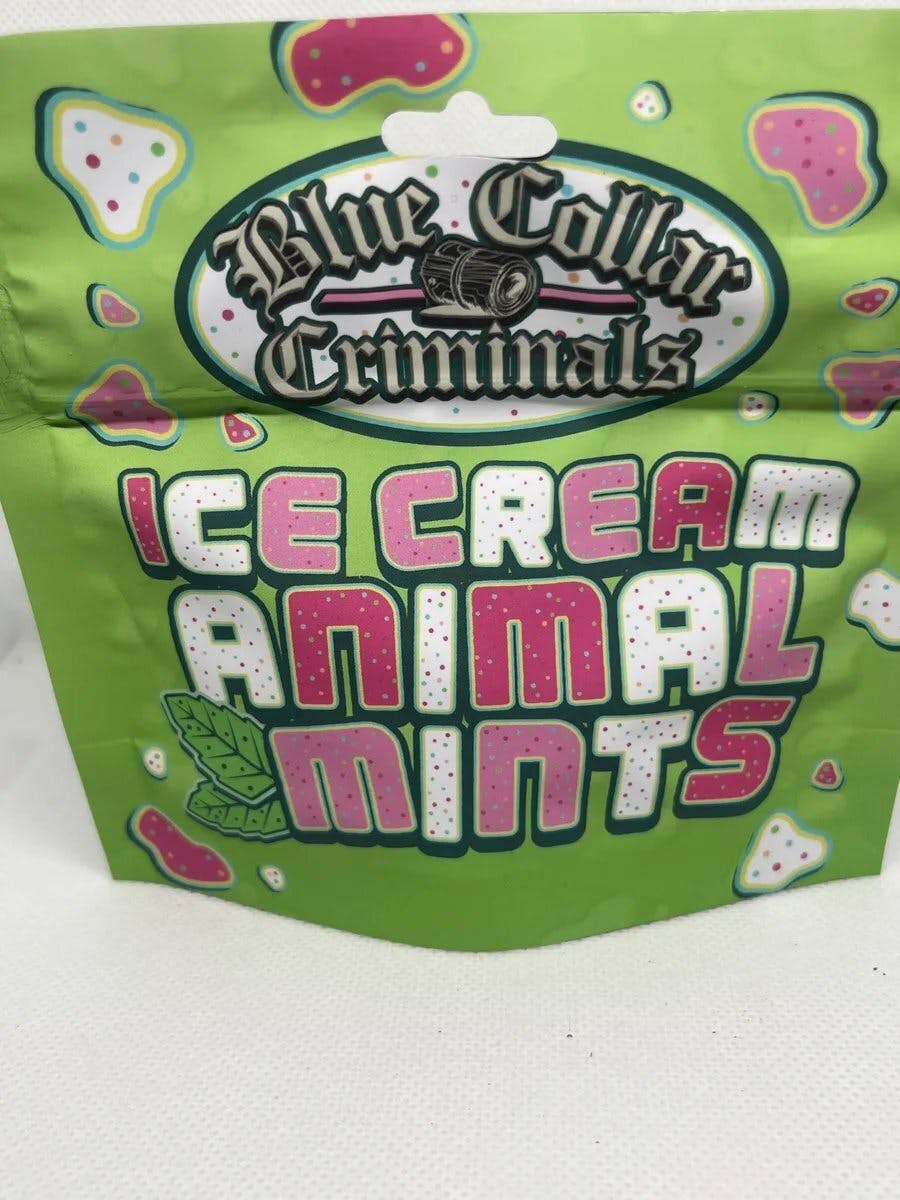 Blue Collar
Criminals
ICE CREAM
ANIMAL
MINTS